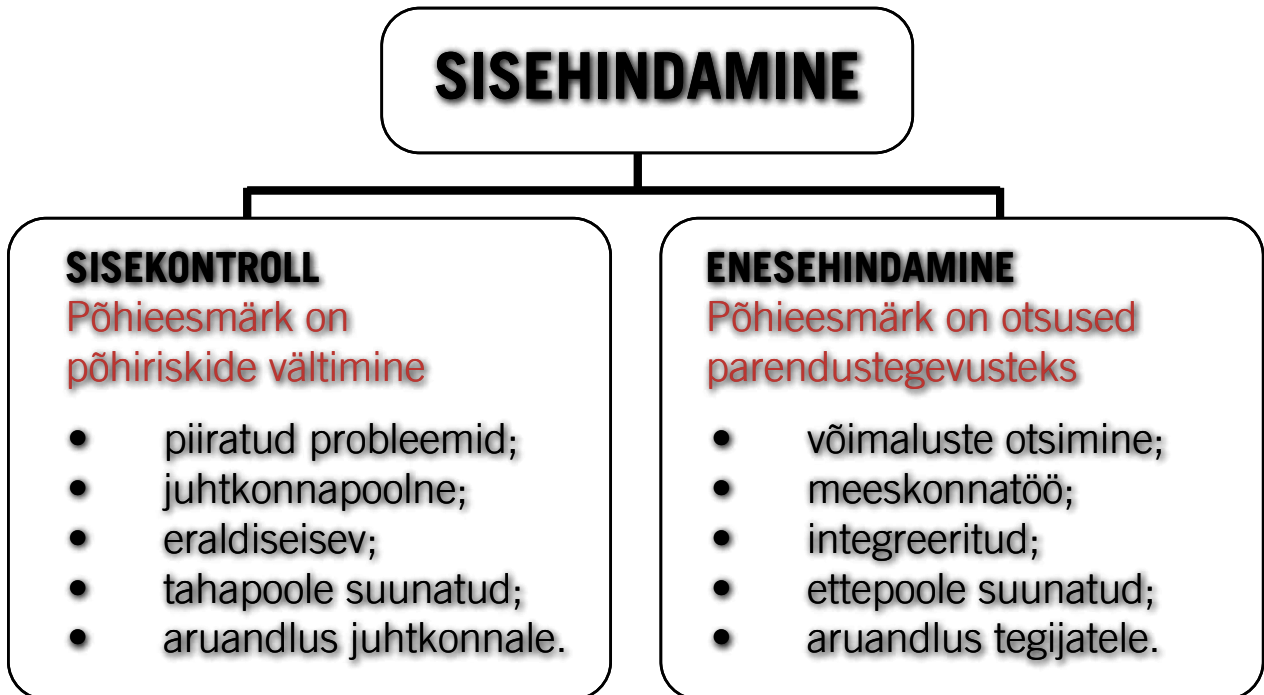 SISEHINDAMINE
SISEKONTROLL
Põhieesmärk on
põhiriskide vältimine
• piiratud probleemid;
• juhtkonnapoolne;
• eraldiseisev;
• tahapoole suunatud;
• aruandlus juhtkonnale.
ENESEHINDAMINE
Põhieesmärk on otsused
parendustegevusteks
• võimaluste otsimine;
• meeskonnatöö;
• integreeritud;
• ettepoole suunatud;
• aruandlus tegijatele.